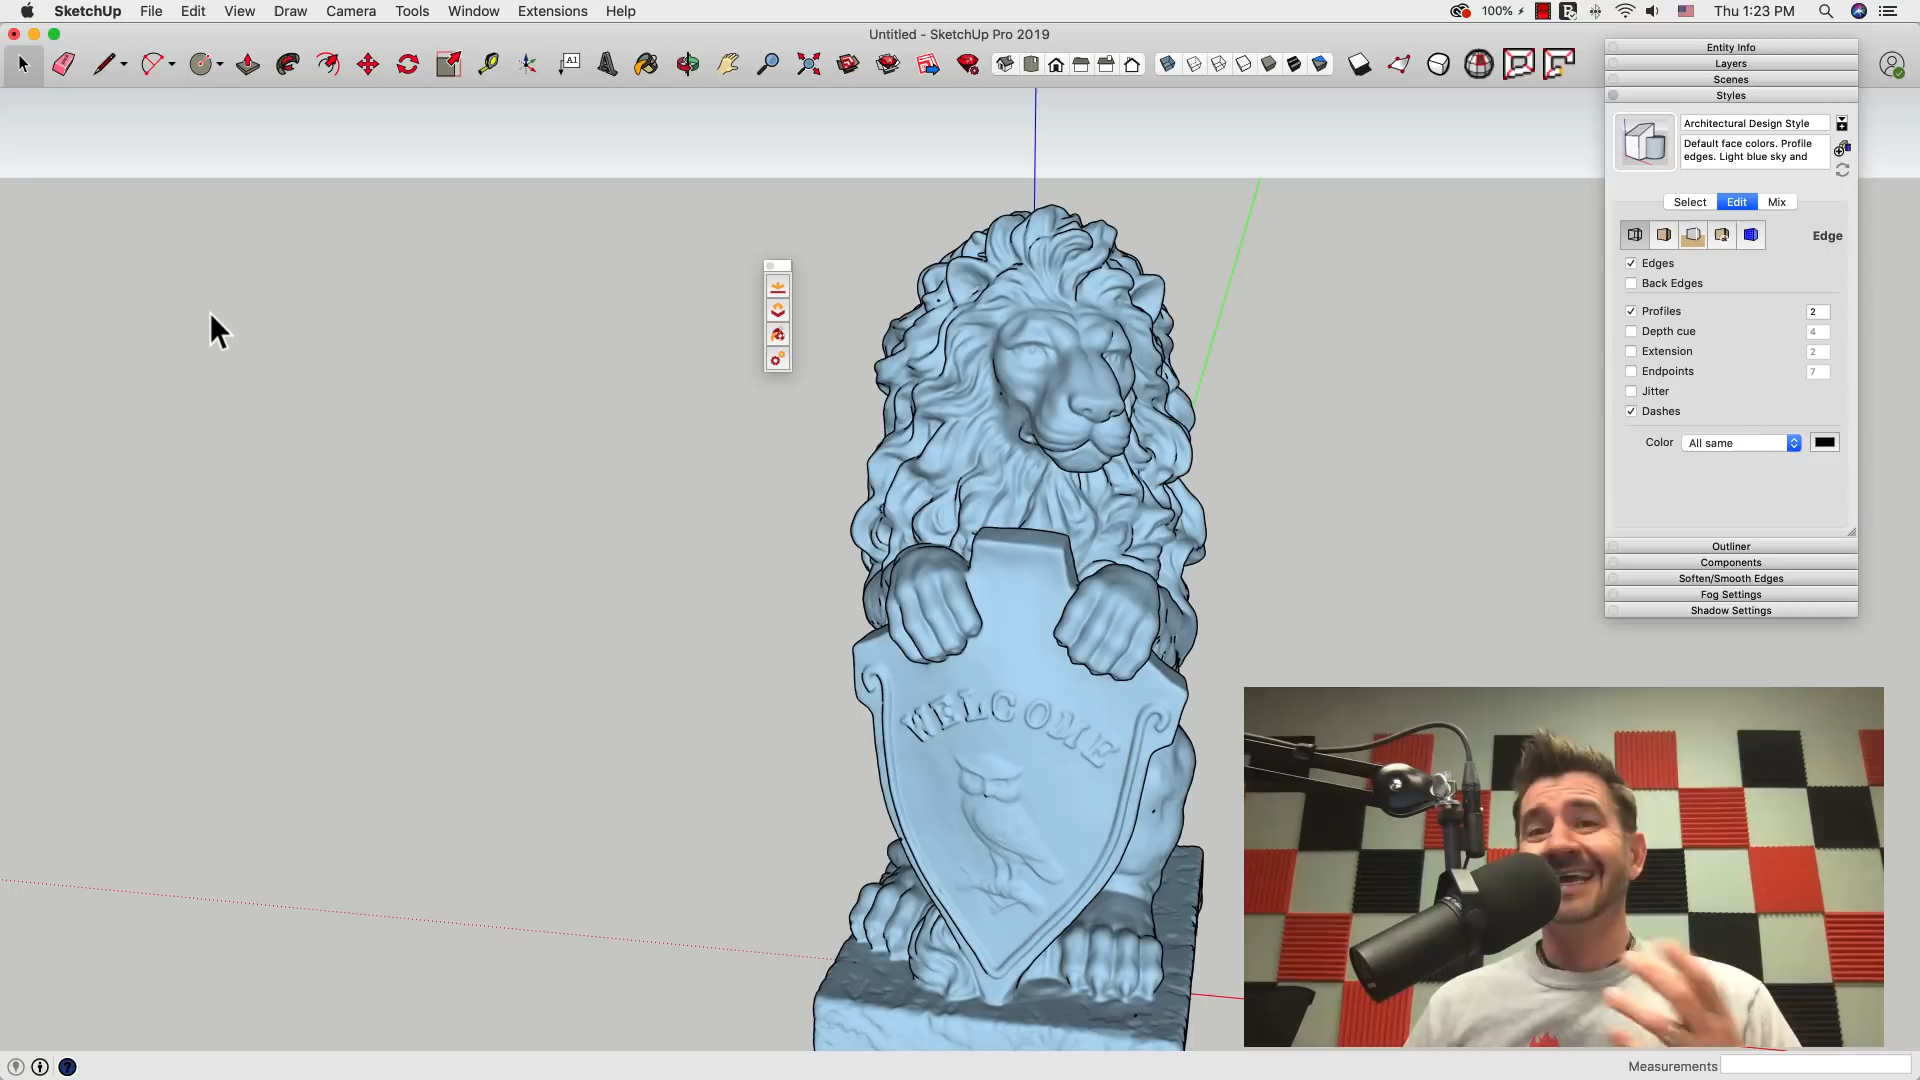 SketchUp File Edit View Draw Camera Tools Window Extensions Help
100% Thu 1:23 PM
Untitled - SketchUp Pro 2019
A1
Entity Info
Layers
Scenes
Styles
Architectural Design Style
Default face colors. Profile
edges. Light blue sky and
Select Edit Mix
Edge
Edges
Back Edges
Profiles 2
Depth cue 4
Extension 2
Endpoints 7
Jitter
Dashes
Color All same
Outliner
Components
Soften/Smooth Edges
Fog Settings
Shadow Settings
WELCOME
Measurements